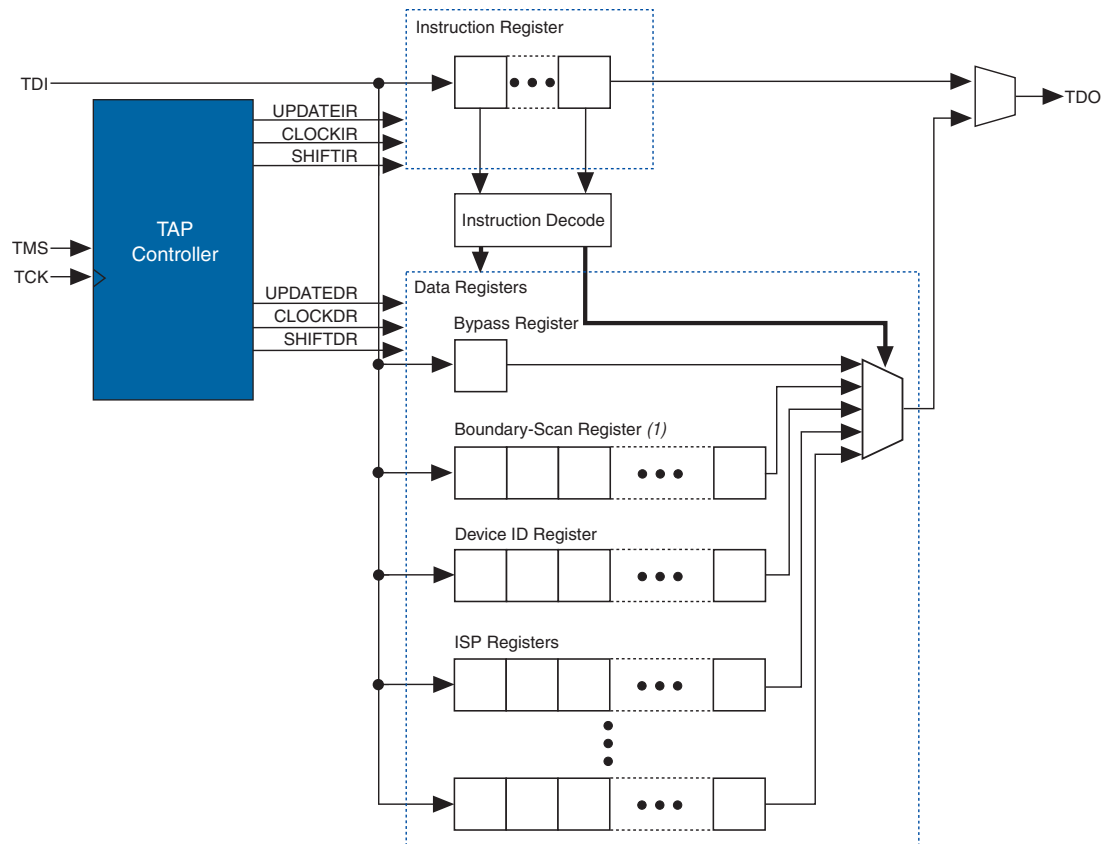 Instruction Register
TDI
TDO
UPDATEIR
CLOCKIR
SHIFTIR
TAP
Controller
Instruction Decode
TMS
TCK
Data Registers
UPDATEDR
CLOCKDR
SHIFTDR
Bypass Register
Boundary-Scan Register (1)
Device ID Register
ISP Registers